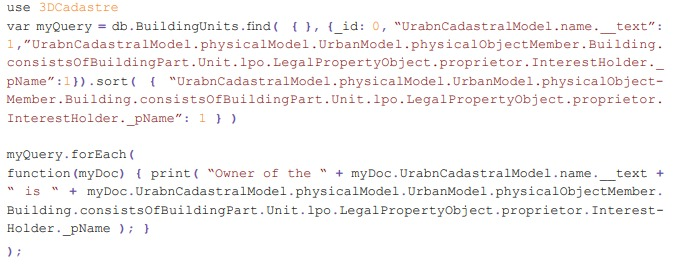 use 3DCadastre
var myQuery = db.BuildingUnits.find( { }, {_id: 0, “UrabnCadastralModel.name.__text”:
1,”UrabnCadastralModel.physicalModel.UrbanModel.physicalObjectMember.Building.
consistsOfBuildingPart.Unit.lpo.LegalPropertyObject.proprietor.InterestHolder._
pName”:1}).sort( { “UrabnCadastralModel.physicalModel.UrbanModel.physicalObject-
Member.Building.consistsOfBuildingPart.Unit.lpo.LegalPropertyObject.proprietor.
InterestHolder._pName”: 1 } )
myQuery.forEach(
function(myDoc) { print( “Owner of the “ + myDoc.UrabnCadastralModel.name.__text +
“ is “ + myDoc.UrabnCadastralModel.physicalModel.UrbanModel.physicalObjectMember.
Building.consistsOfBuildingPart.Unit.lpo.LegalPropertyObject.proprietor.Interest-
Holder._pName ); }
);